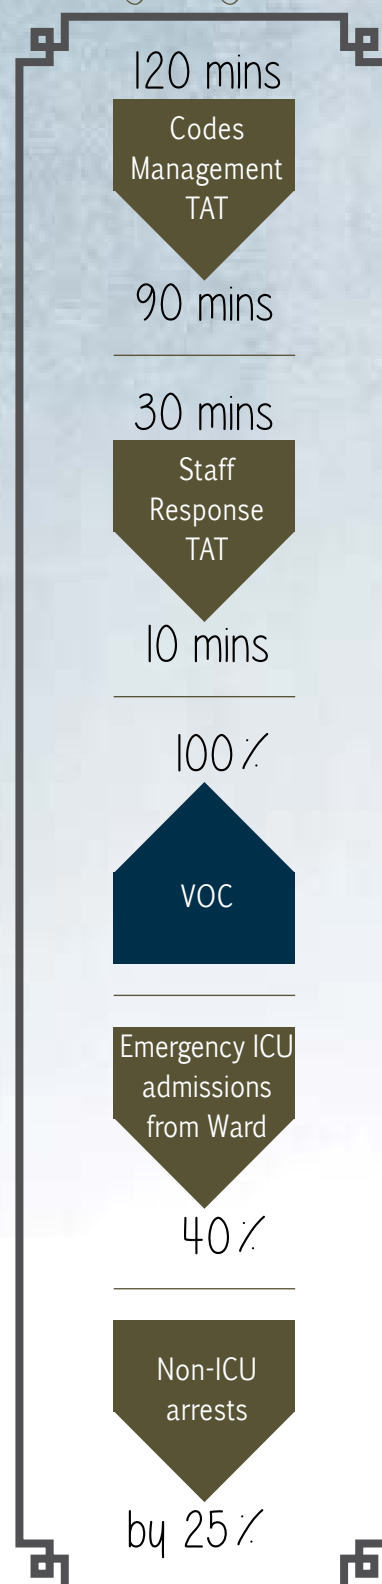 120 mins
Codes
Management
TAT
90 mins
30 mins
Staff
Response
TAT
10 mins
100%
VOC
Emergency ICU
admissions
from Ward
40%
Non-ICU
arrests
by 25%